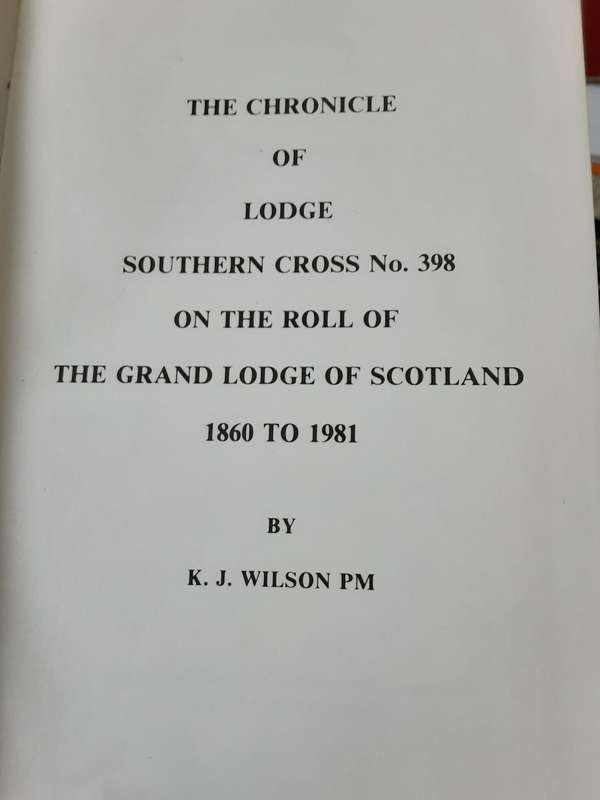 THE CHRONICLE
OF
LODGE
SOUTHERN CROSS No. 398
ON THE ROLL OF
THE GRAND LODGE OF SCOTLAND
1860 TO 1981
BY
K. J. WILSON PM